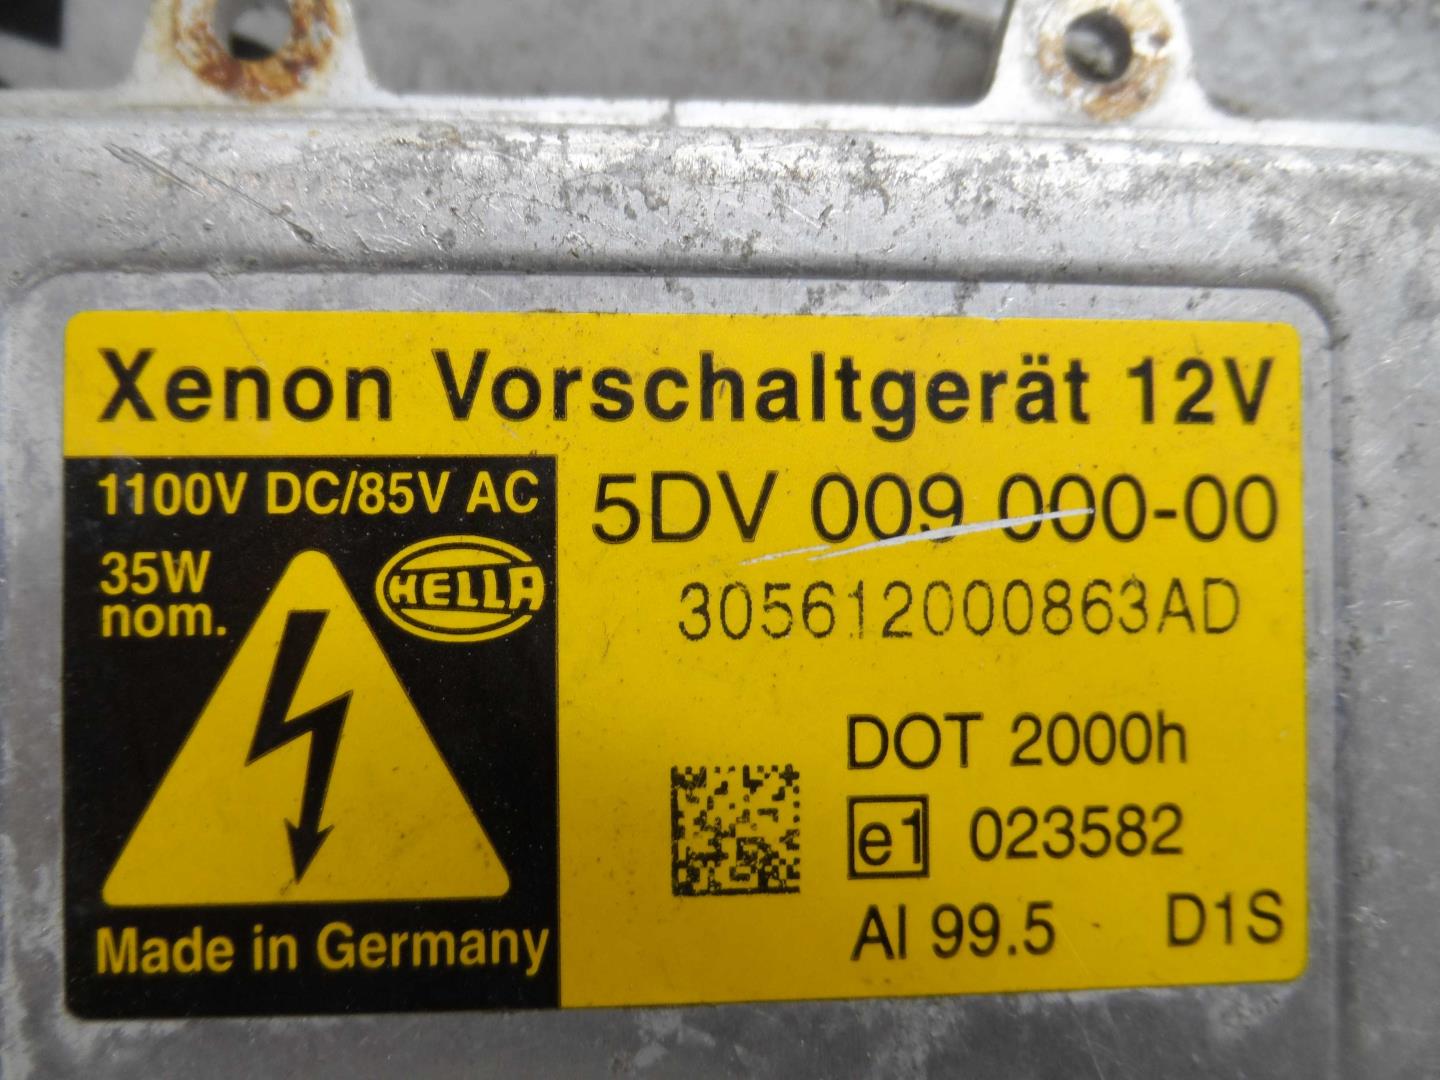 Xenon Vorschaltgerät 12V
1100V DC/85V AC
35W
nom.
HELLA
Made in Germany
5DV 009 000-00
305612000863AD
DOT 2000h
e1 023582
Al 99.5 D1S